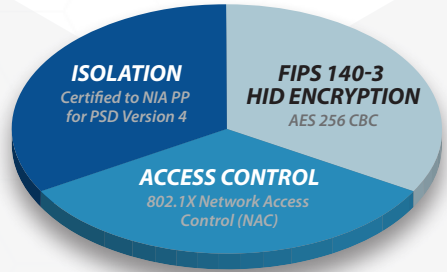 ISOLATION
Certified to NIA PP
for PSD Version 4
FIPS 140-3
HID ENCRYPTION
AES 256 CBC
ACCESS CONTROL
802.1X Network Access
Control (NAC)